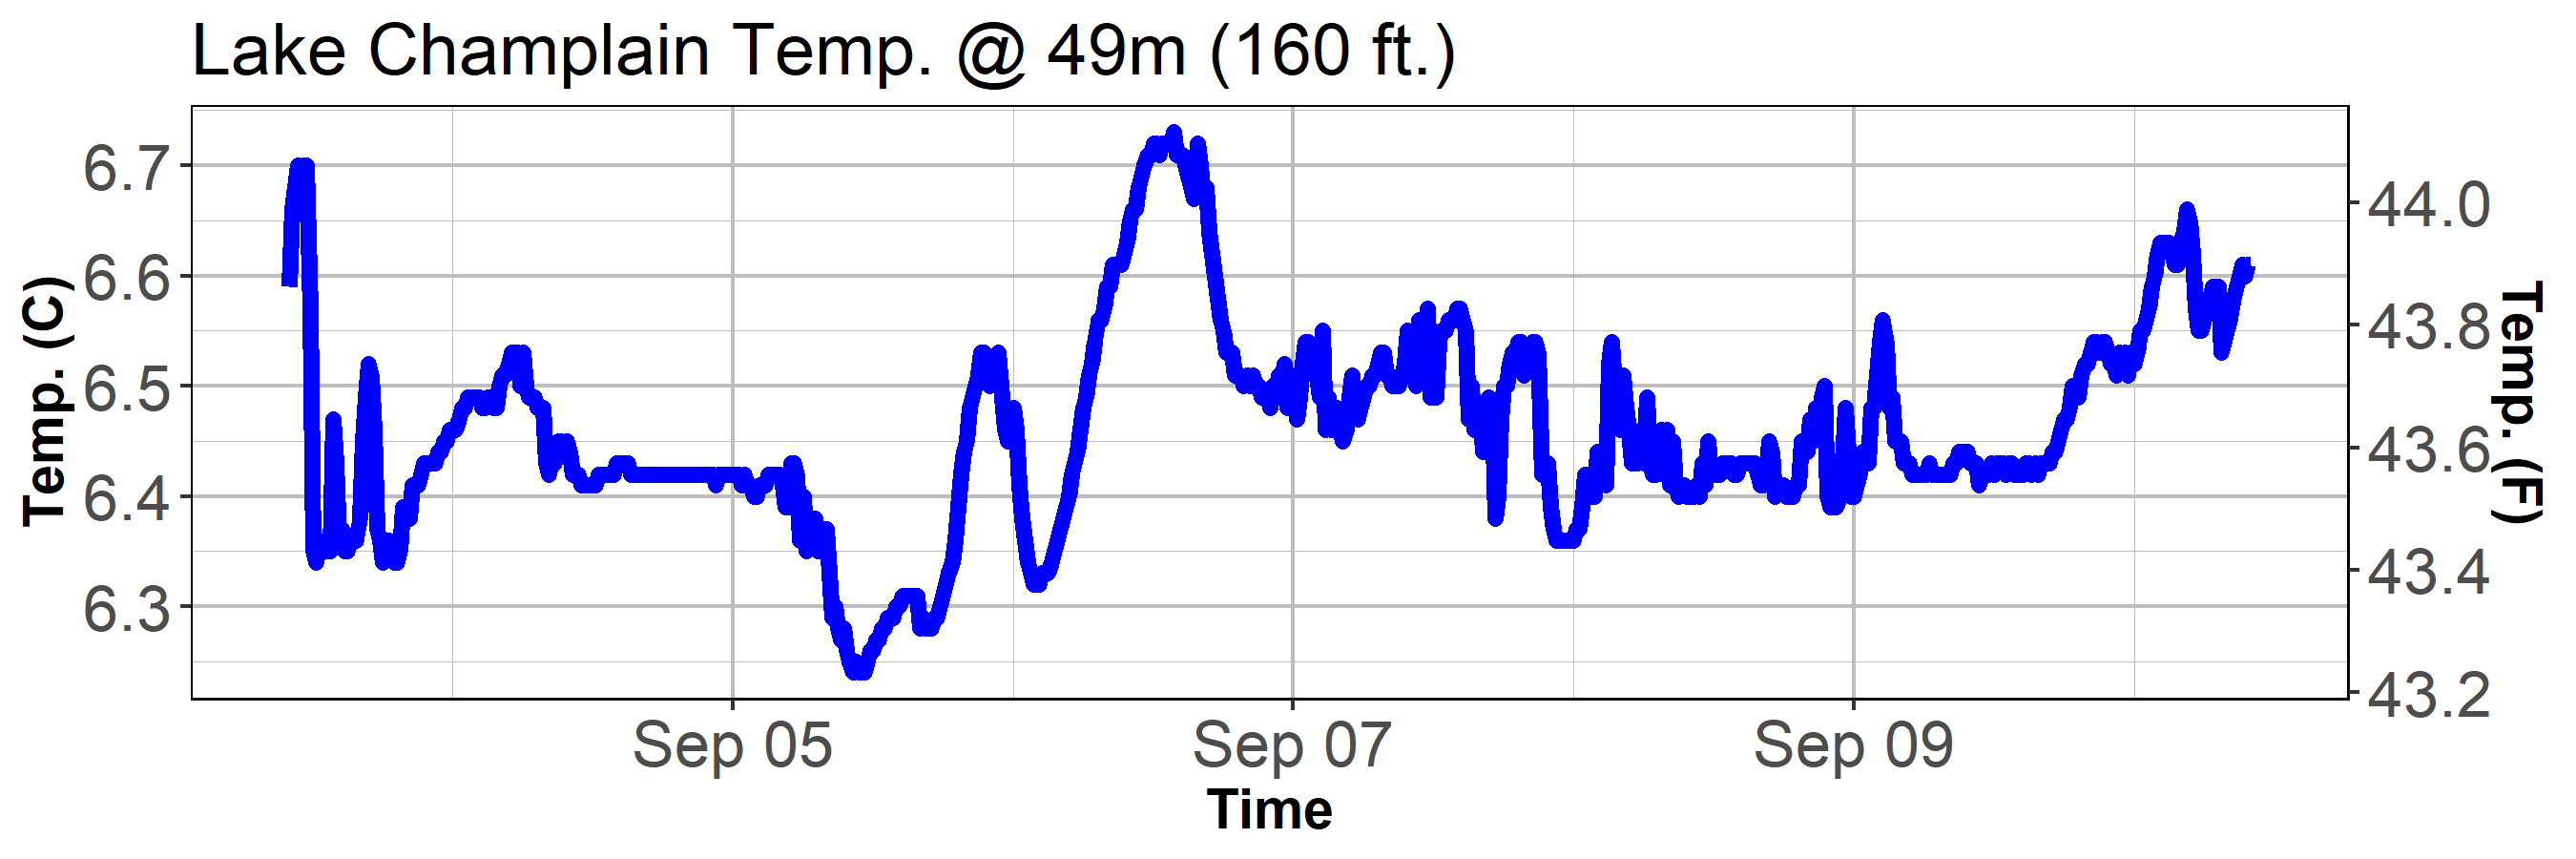 Lake Champlain Temp. @ 49m (160 ft.)
6.7
6.6
6.5
6.4
6.3
Temp. (C)
44.0
43.8
43.6
43.4
43.2
Temp. (F)
Sep 05 Sep 07 Sep 09
Time